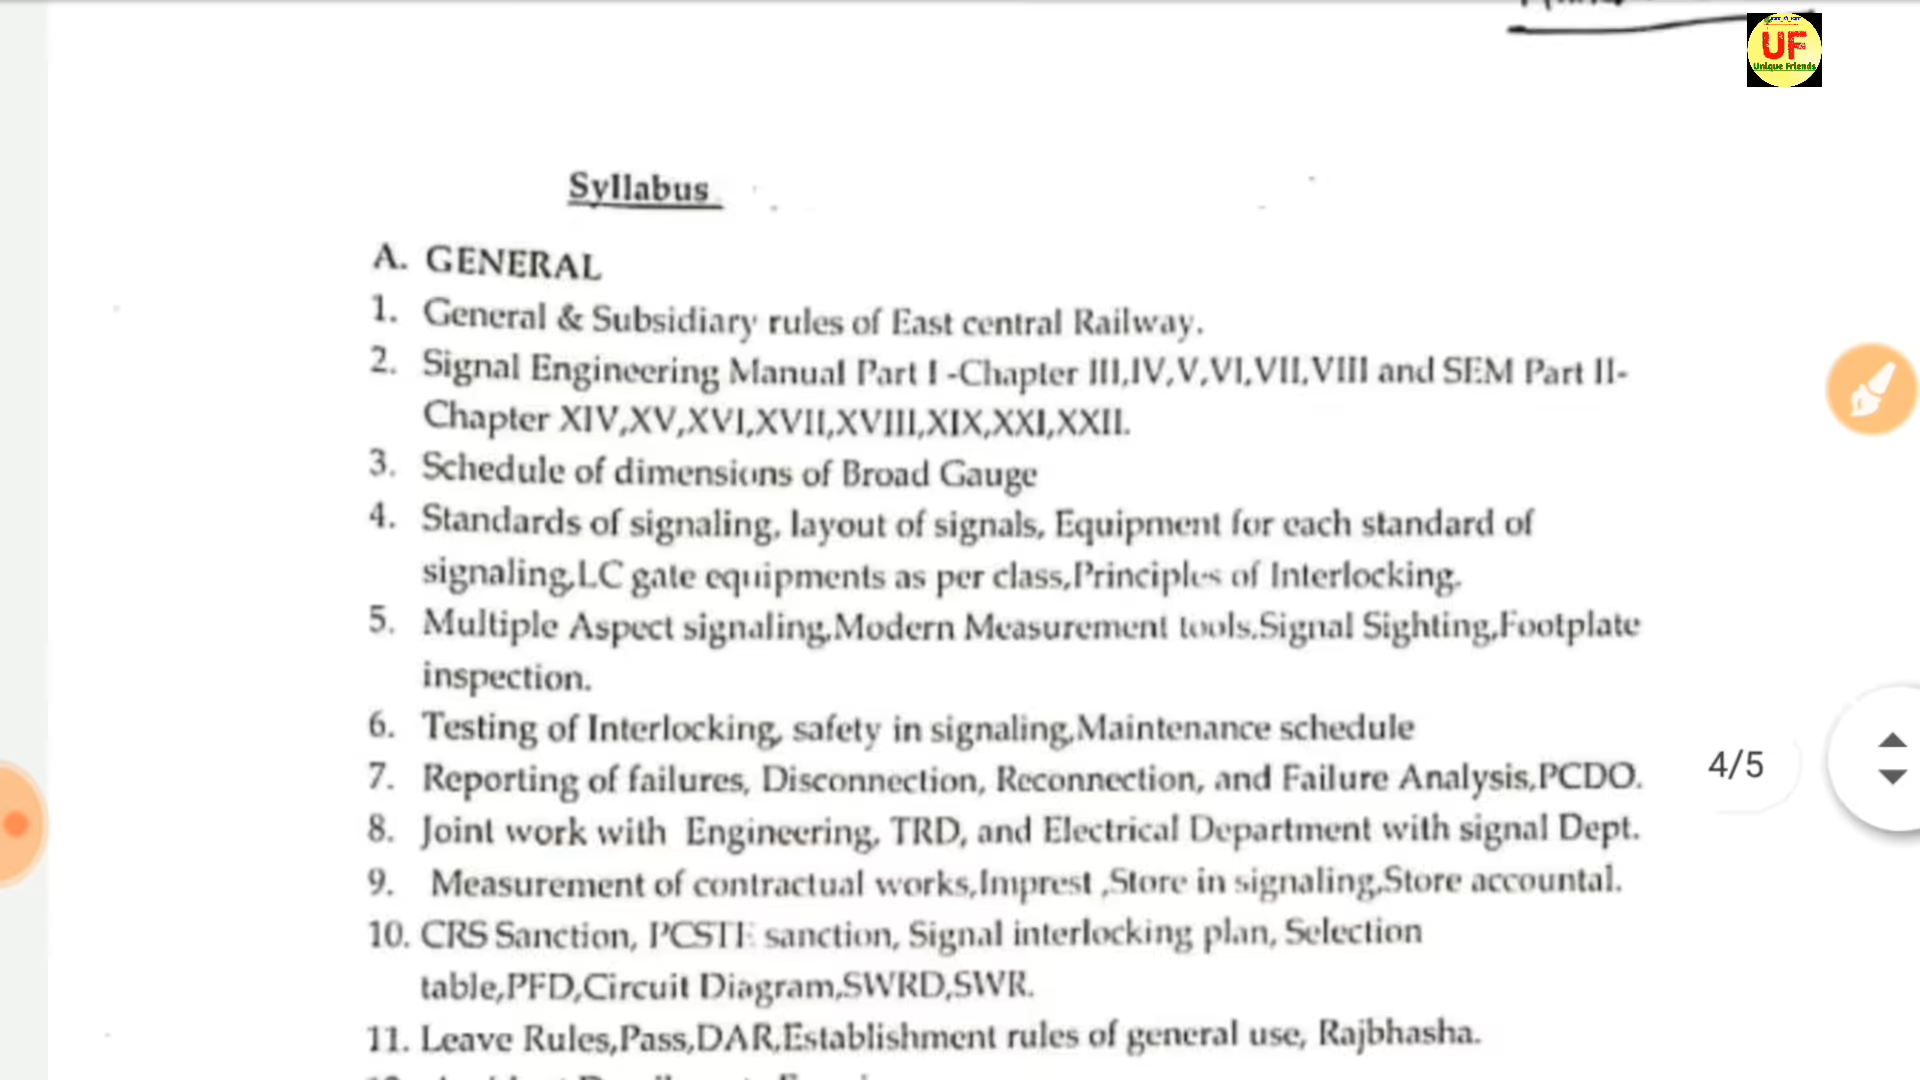 UF
Unique Friends
Syllabus
A. GENERAL
1. General & Subsidiary rules of East central Railway.
2. Signal Engineering Manual Part I -Chapter III,IV,V,VI,VII,VIII and SEM Part II-
Chapter XIV,XV,XVI,XVII,XVIII,XIX,XXI,XXII.
3. Schedule of dimensions of Broad Gauge
4. Standards of signaling, layout of signals, Equipment for each standard of
signaling,LC gate equipments as per class,Principles of Interlocking.
5. Multiple Aspect signaling,Modern Measurement tools,Signal Sighting,Footplate
inspection.
6. Testing of Interlocking, safety in signaling,Maintenance schedule
7. Reporting of failures, Disconnection, Reconnection, and Failure Analysis,PCDO.
8. Joint work with Engineering, TRD, and Electrical Department with signal Dept.
4/5
9. Measurement of contractual works,Imprest ,Store in signaling,Store accountal.
10. CRS Sanction, PCSTE sanction, Signal interlocking plan, Selection
table,PFD,Circuit Diagram,SWRD,SWR.
11. Leave Rules,Pass,DAR,Establishment rules of general use, Rajbhasha.